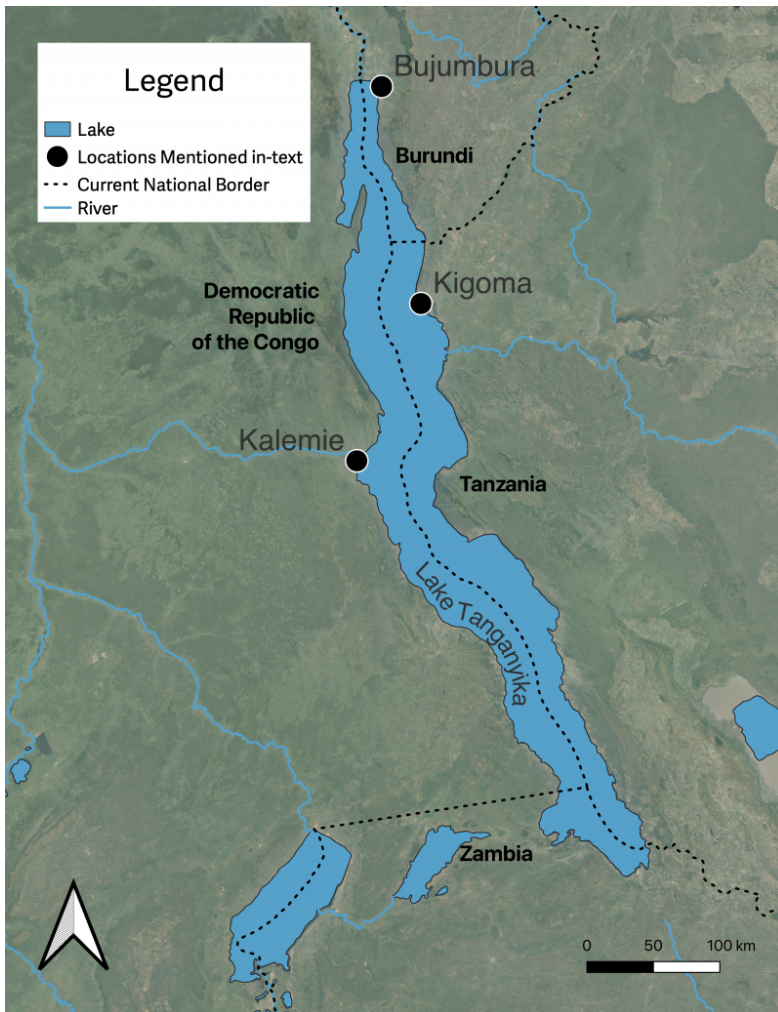 Legend
Lake
Locations Mentioned in-text
Current National Border
River
Bujumbura
Burundi
Democratic
Republic
of the Congo
Kigoma
Kalemie
Tanzania
Lake Tanganyika
Zambia
0 50 100 km